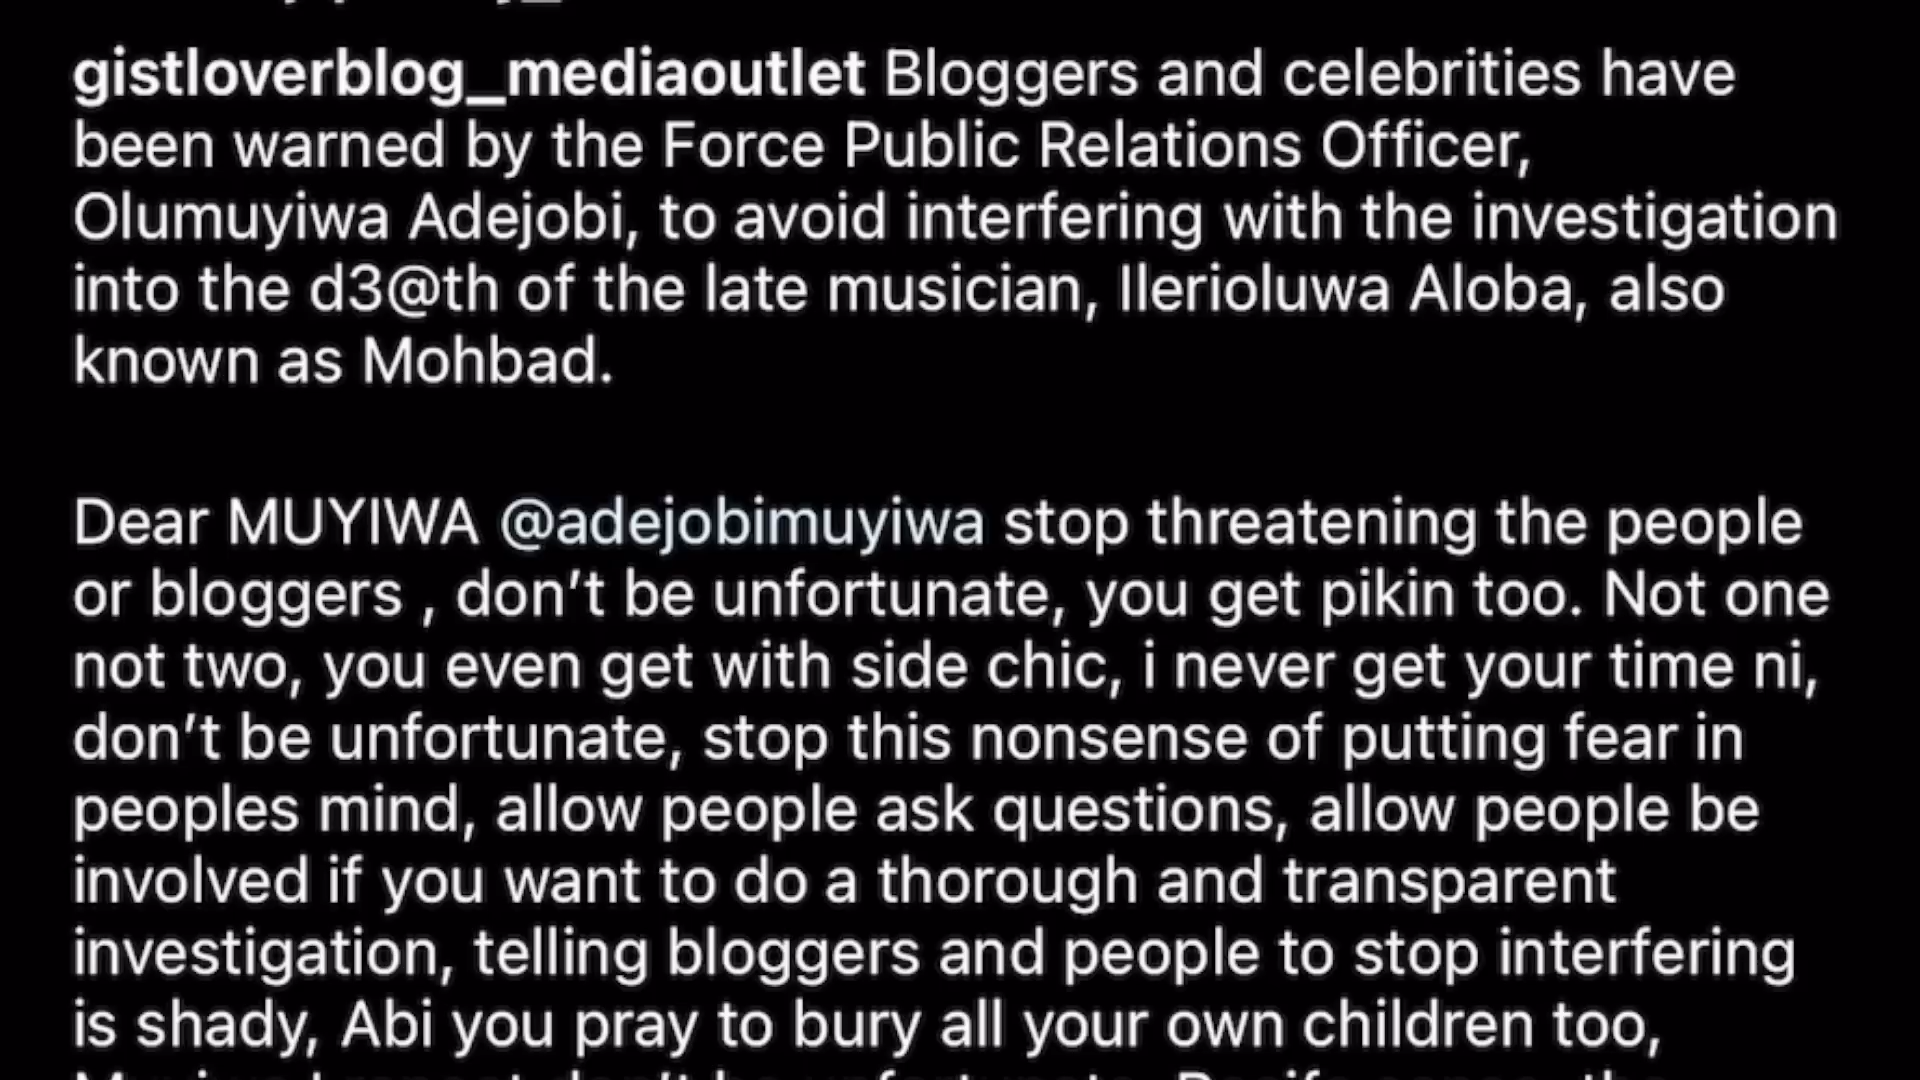 gistloverblog_mediaoutlet Bloggers and celebrities have
been warned by the Force Public Relations Officer,
Olumuyiwa Adejobi, to avoid interfering with the investigation
into the d3@th of the late musician, Ilerioluwa Aloba, also
known as Mohbad.
Dear MUYIWA @adejobimuyiwa stop threatening the people
or bloggers , don’t be unfortunate, you get pikin too. Not one
not two, you even get with side chic, i never get your time ni,
don’t be unfortunate, stop this nonsense of putting fear in
peoples mind, allow people ask questions, allow people be
involved if you want to do a thorough and transparent
investigation, telling bloggers and people to stop interfering
is shady, Abi you pray to bury all your own children too,